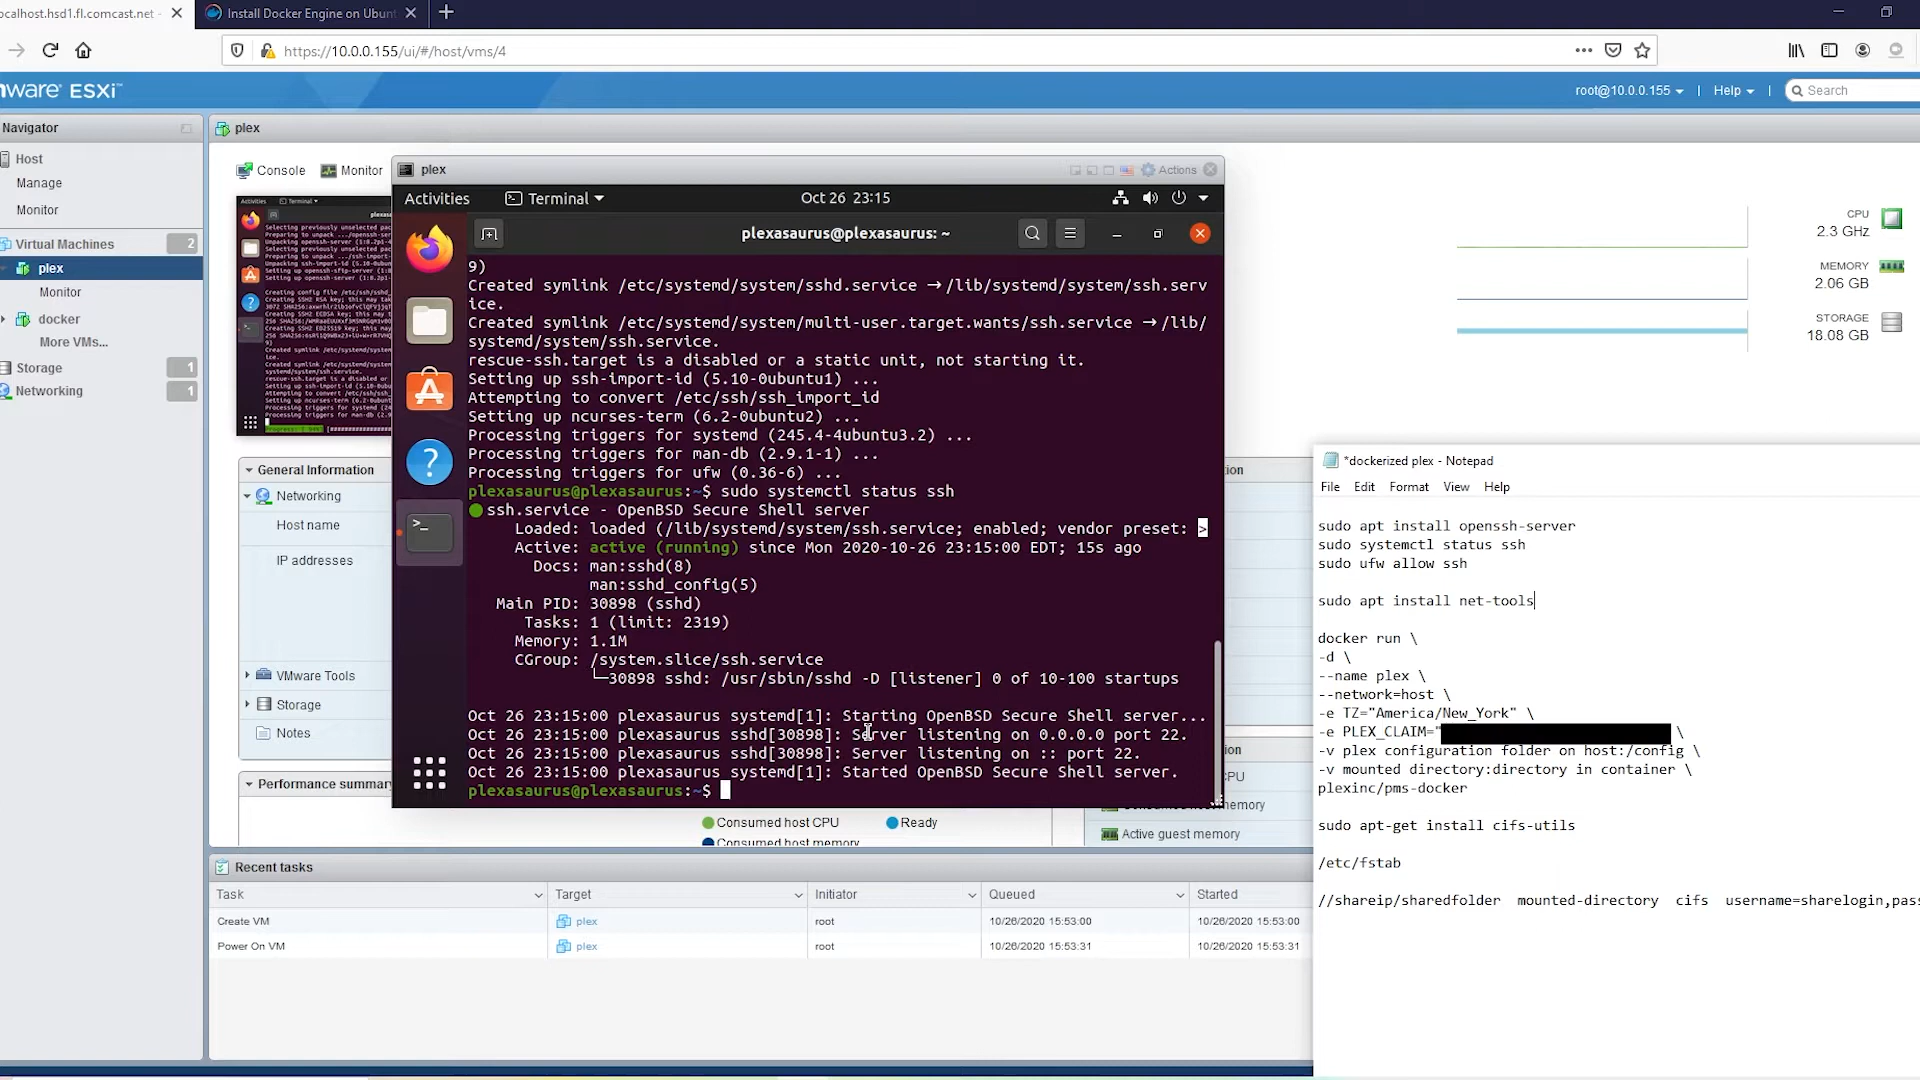 ocalhost.hsd1.fl.comcast.net -
Install Docker Engine on Ubun
https://10.0.0.155/ui/#/host/vms/4
mware ESXi™
root@10.0.0.155
Help
Search
Navigator
Host
Manage
Monitor
Virtual Machines 2
plex
Monitor
docker
More VMs...
Storage 1
Networking 1
plex
Console
Monitor
General Information
Networking
Host name
IP addresses
VMware Tools
Storage
Notes
Performance summary
plex
Actions
Activities
Terminal
Oct 26 23:15
plexasaurus@plexasaurus: ~
9)
Created symlink /etc/systemd/system/sshd.service → /lib/systemd/system/ssh.serv
ice.
Created symlink /etc/systemd/system/multi-user.target.wants/ssh.service → /lib/
systemd/system/ssh.service.
rescue-ssh.target is a disabled or a static unit, not starting it.
Setting up ssh-import-id (5.10-0ubuntu1) ...
Attempting to convert /etc/ssh/ssh_import_id
Setting up ncurses-term (6.2-0ubuntu2) ...
Processing triggers for systemd (245.4-4ubuntu3.2) ...
Processing triggers for man-db (2.9.1-1) ...
Processing triggers for ufw (0.36-6) ...
plexasaurus@plexasaurus:~$ sudo systemctl status ssh
● ssh.service - OpenBSD Secure Shell server
Loaded: loaded (/lib/systemd/system/ssh.service; enabled; vendor preset: >
Active: active (running) since Mon 2020-10-26 23:15:00 EDT; 15s ago
Docs: man:sshd(8)
man:sshd_config(5)
Main PID: 30898 (sshd)
Tasks: 1 (limit: 2319)
Memory: 1.1M
CGroup: /system.slice/ssh.service
└─30898 sshd: /usr/sbin/sshd -D [listener] 0 of 10-100 startups
Oct 26 23:15:00 plexasaurus systemd[1]: Starting OpenBSD Secure Shell server...
Oct 26 23:15:00 plexasaurus sshd[30898]: Server listening on 0.0.0.0 port 22.
Oct 26 23:15:00 plexasaurus sshd[30898]: Server listening on :: port 22.
Oct 26 23:15:00 plexasaurus systemd[1]: Started OpenBSD Secure Shell server.
plexasaurus@plexasaurus:~$
CPU
2.3 GHz
MEMORY
2.06 GB
STORAGE
18.08 GB
Consumed host CPU
Ready
Consumed host memory
Active guest memory
*dockerized plex - Notepad
File Edit Format View Help
sudo apt install openssh-server
sudo systemctl status ssh
sudo ufw allow ssh
sudo apt install net-tools
docker run \
-d \
--name plex \
--network=host \
-e TZ="America/New_York" \
-e PLEX_CLAIM=" \
-v plex configuration folder on host:/config \
-v mounted directory:directory in container \
plexinc/pms-docker
sudo apt-get install cifs-utils
/etc/fstab
//shareip/sharedfolder mounted-directory cifs username=sharelogin,pass
Recent tasks
Task Target Initiator Queued Started
Create VM plex root 10/26/2020 15:53:00 10/26/2020 15:53:00
Power On VM plex root 10/26/2020 15:53:31 10/26/2020 15:53:31